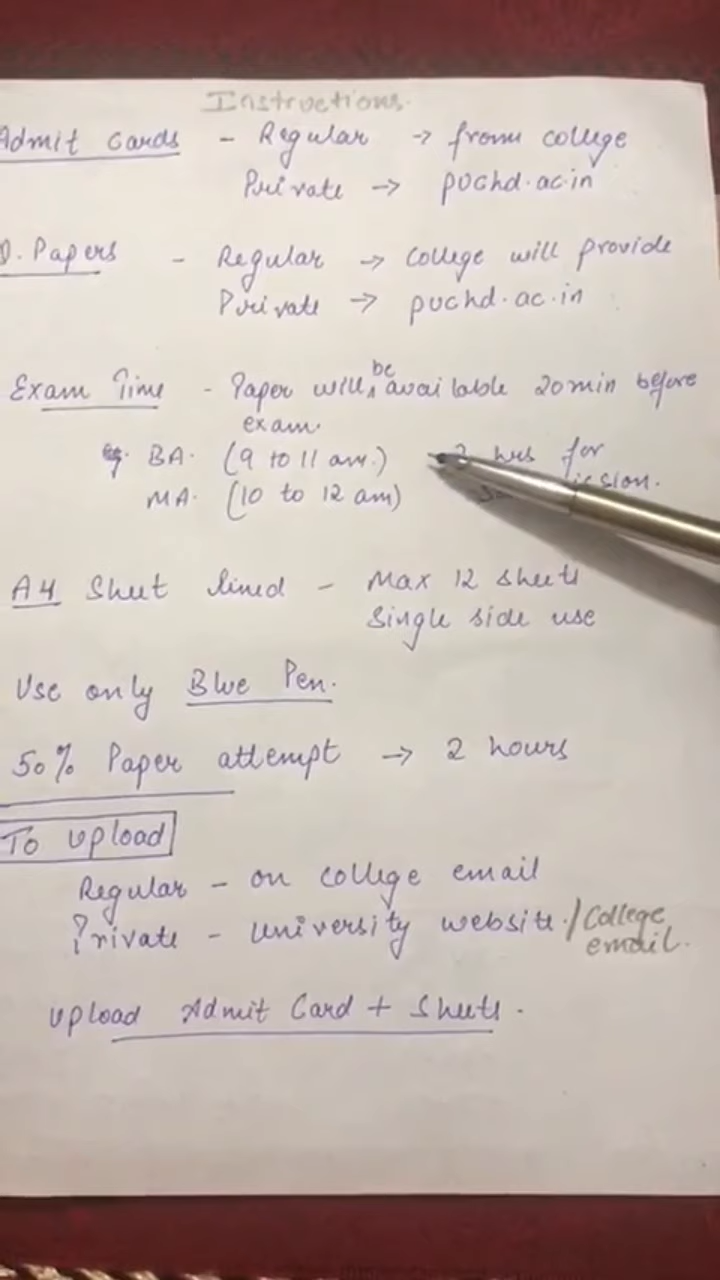 Instructions.
Admit Cards - Regular → from college
Private → puchd.ac.in
Q. Papers - Regular → College will provide
Private → puchd.ac.in
Exam Time - Paper will be available 20 min before
exam.
eg. BA. (9 to 11 am.) hrs for
MA. (10 to 12 am)
A4 Sheet lined - Max 12 sheets
Single side use
Use only Blue Pen.
50% Paper attempt → 2 hours
To upload
Regular - on college email
Private - University website. / College
email.
Upload Admit Card + Sheets.